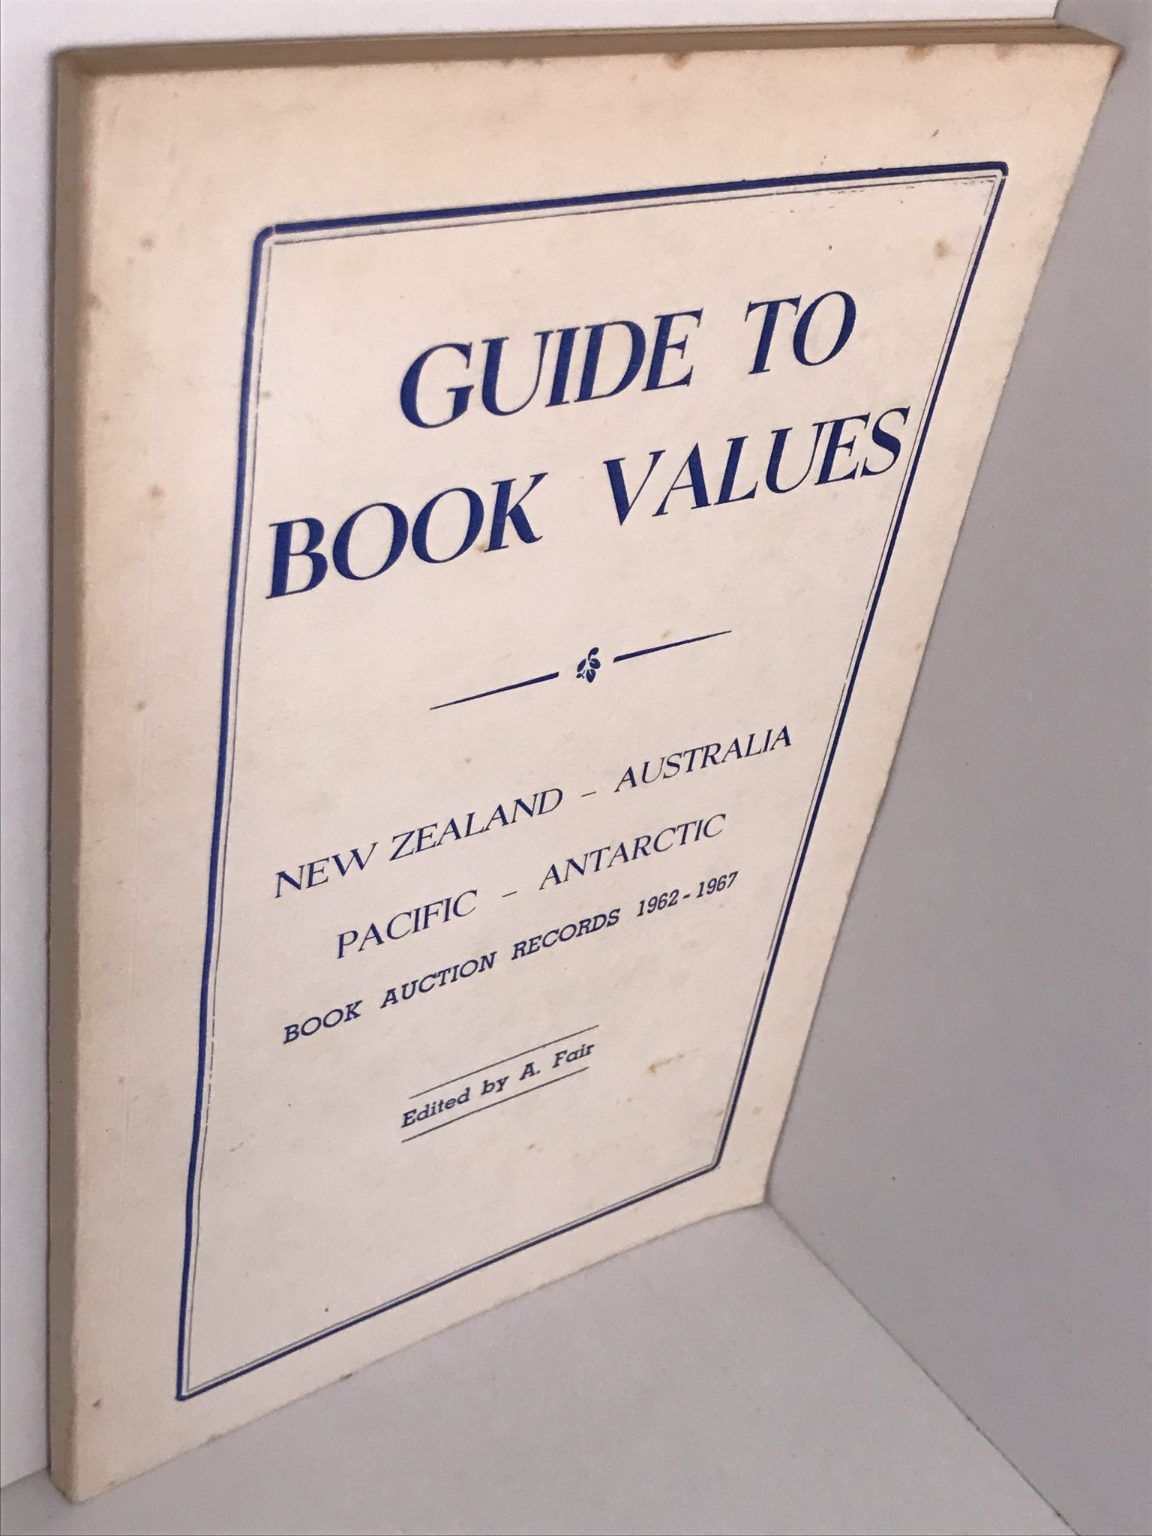 GUIDE TO
BOOK VALUES
NEW ZEALAND - AUSTRALIA
PACIFIC - ANTARCTIC
BOOK AUCTION RECORDS 1962-1967
Edited by A. Fair